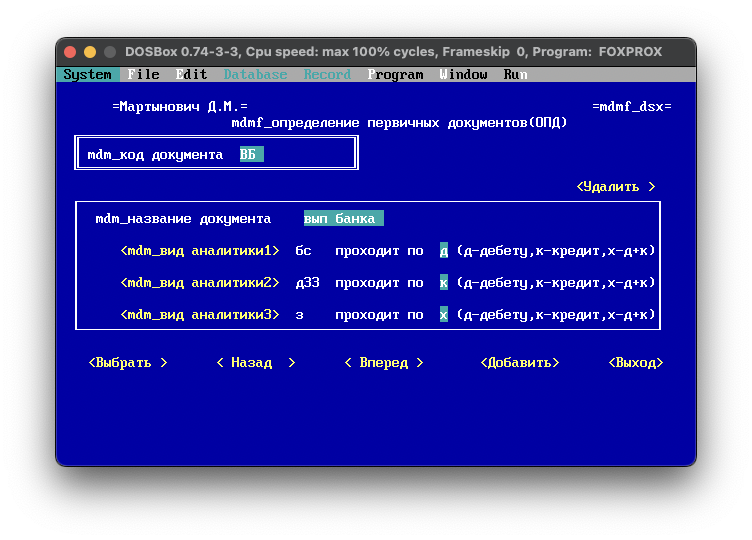 DOSBox 0.74-3-3, Cpu speed: max 100% cycles, Frameskip 0, Program: FOXPROX
System File Edit Database Record Program Window Run
=Мартынович Д.М.= =mdmf_dsx=
mdmf_определение первичных документов(ОПД)
mdm_код документа ВБ
<Удалить >
mdm_название документа вып банка
<mdm_вид аналитики1> бс проходит по д (д-дебету,к-кредит,х-д+к)
<mdm_вид аналитики2> д33 проходит по к (д-дебету,к-кредит,х-д+к)
<mdm_вид аналитики3> з проходит по х (д-дебету,к-кредит,х-д+к)
<Выбрать > < Назад > < Вперед > <Добавить> <Выход>